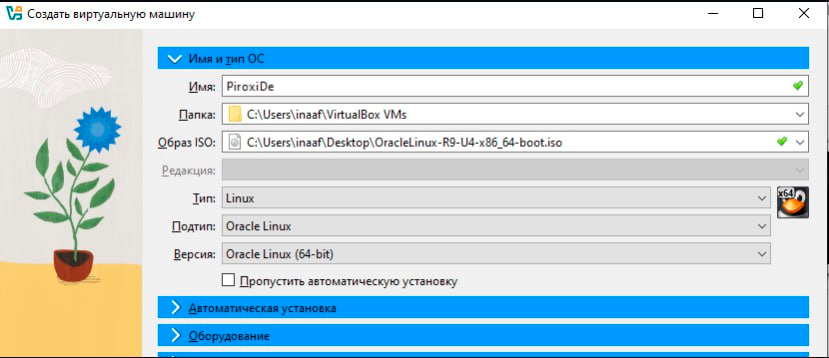 Создать виртуальную машину
Имя и тип ОС
Имя: PiroxiDe
Папка: C:\Users\inaaf\VirtualBox VMs
Образ ISO: C:\Users\inaaf\Desktop\OracleLinux-R9-U4-x86_64-boot.iso
Редакция:
Тип: Linux x64
Подтип: Oracle Linux
Версия: Oracle Linux (64-bit)
Пропустить автоматическую установку
Автоматическая установка
Оборудование